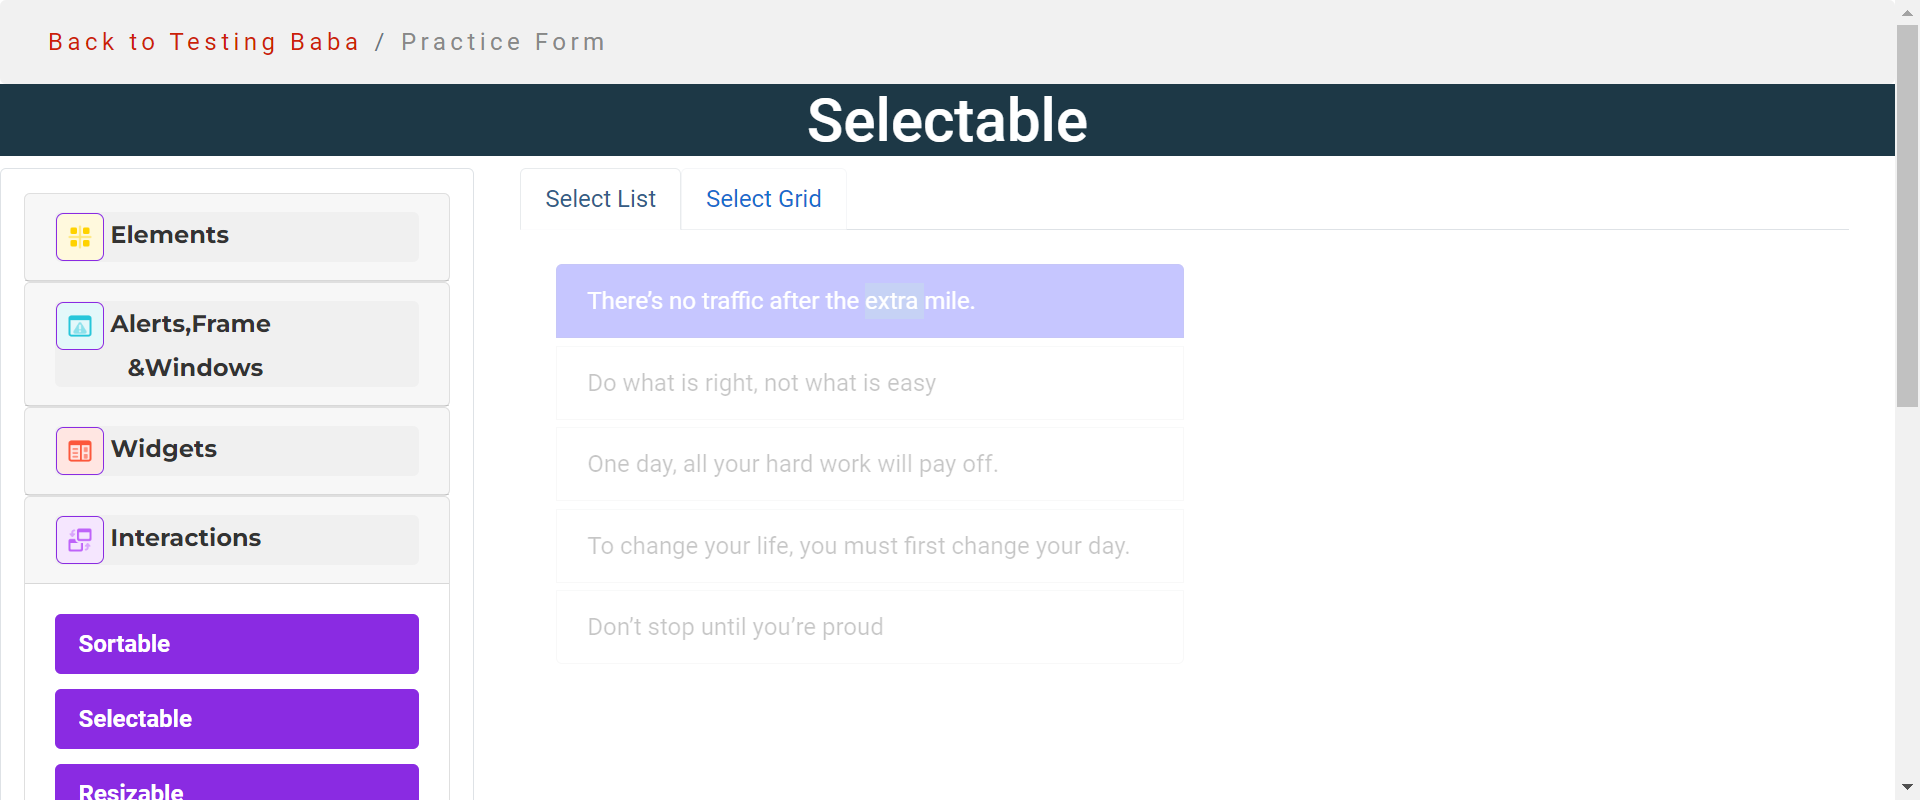 Back to Testing Baba / Practice Form
Selectable
Elements
Alerts,Frame
&Windows
Widgets
Interactions
Sortable
Selectable
Resizable
Select List
Select Grid
There’s no traffic after the extra mile.
Do what is right, not what is easy
One day, all your hard work will pay off.
To change your life, you must first change your day.
Don’t stop until you’re proud